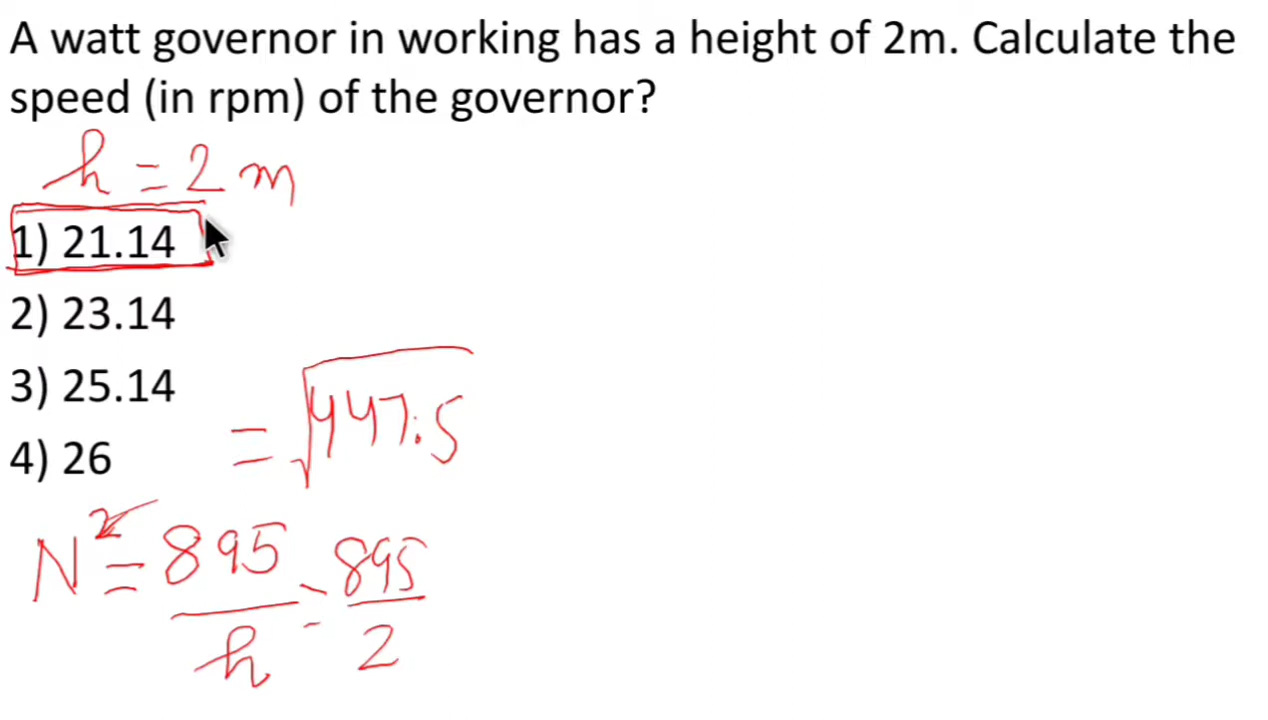 A watt governor in working has a height of 2m. Calculate the
speed (in rpm) of the governor?
h = 2 m
1) 21.14
2) 23.14
3) 25.14
4) 26
= √447.5
N² = 895/h = 895/2